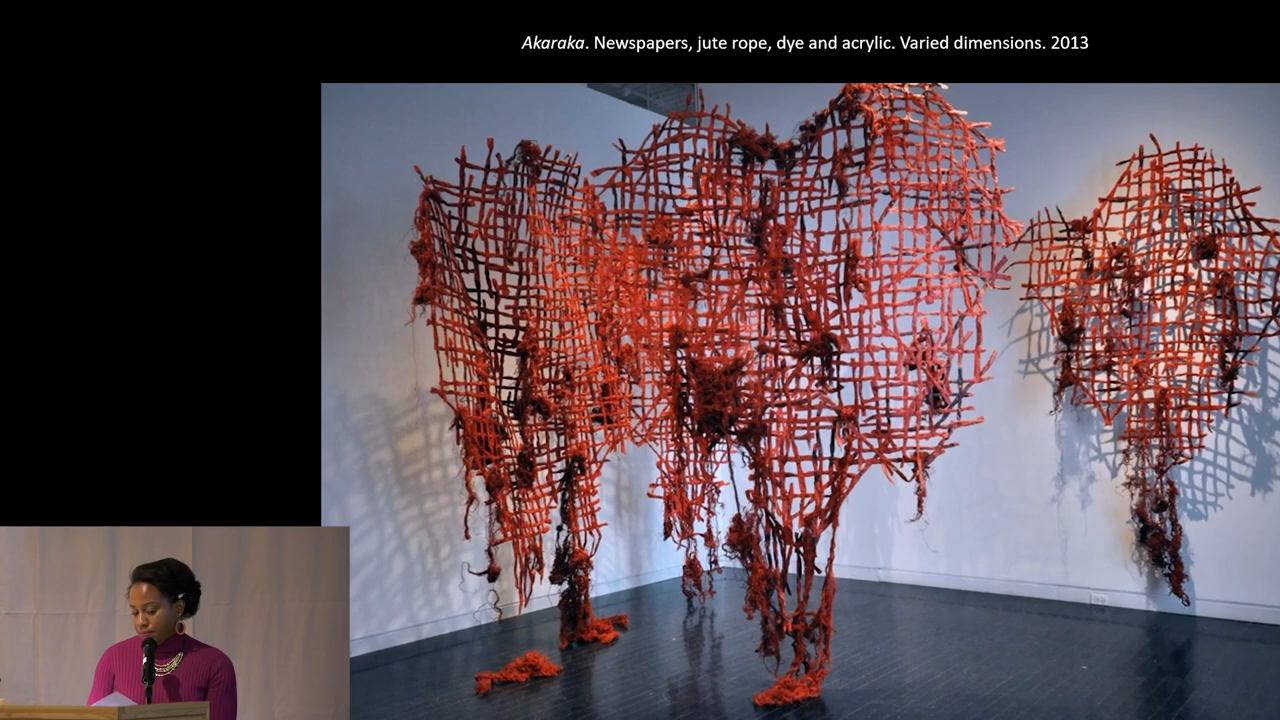 Akaraka. Newspapers, jute rope, dye and acrylic. Varied dimensions. 2013